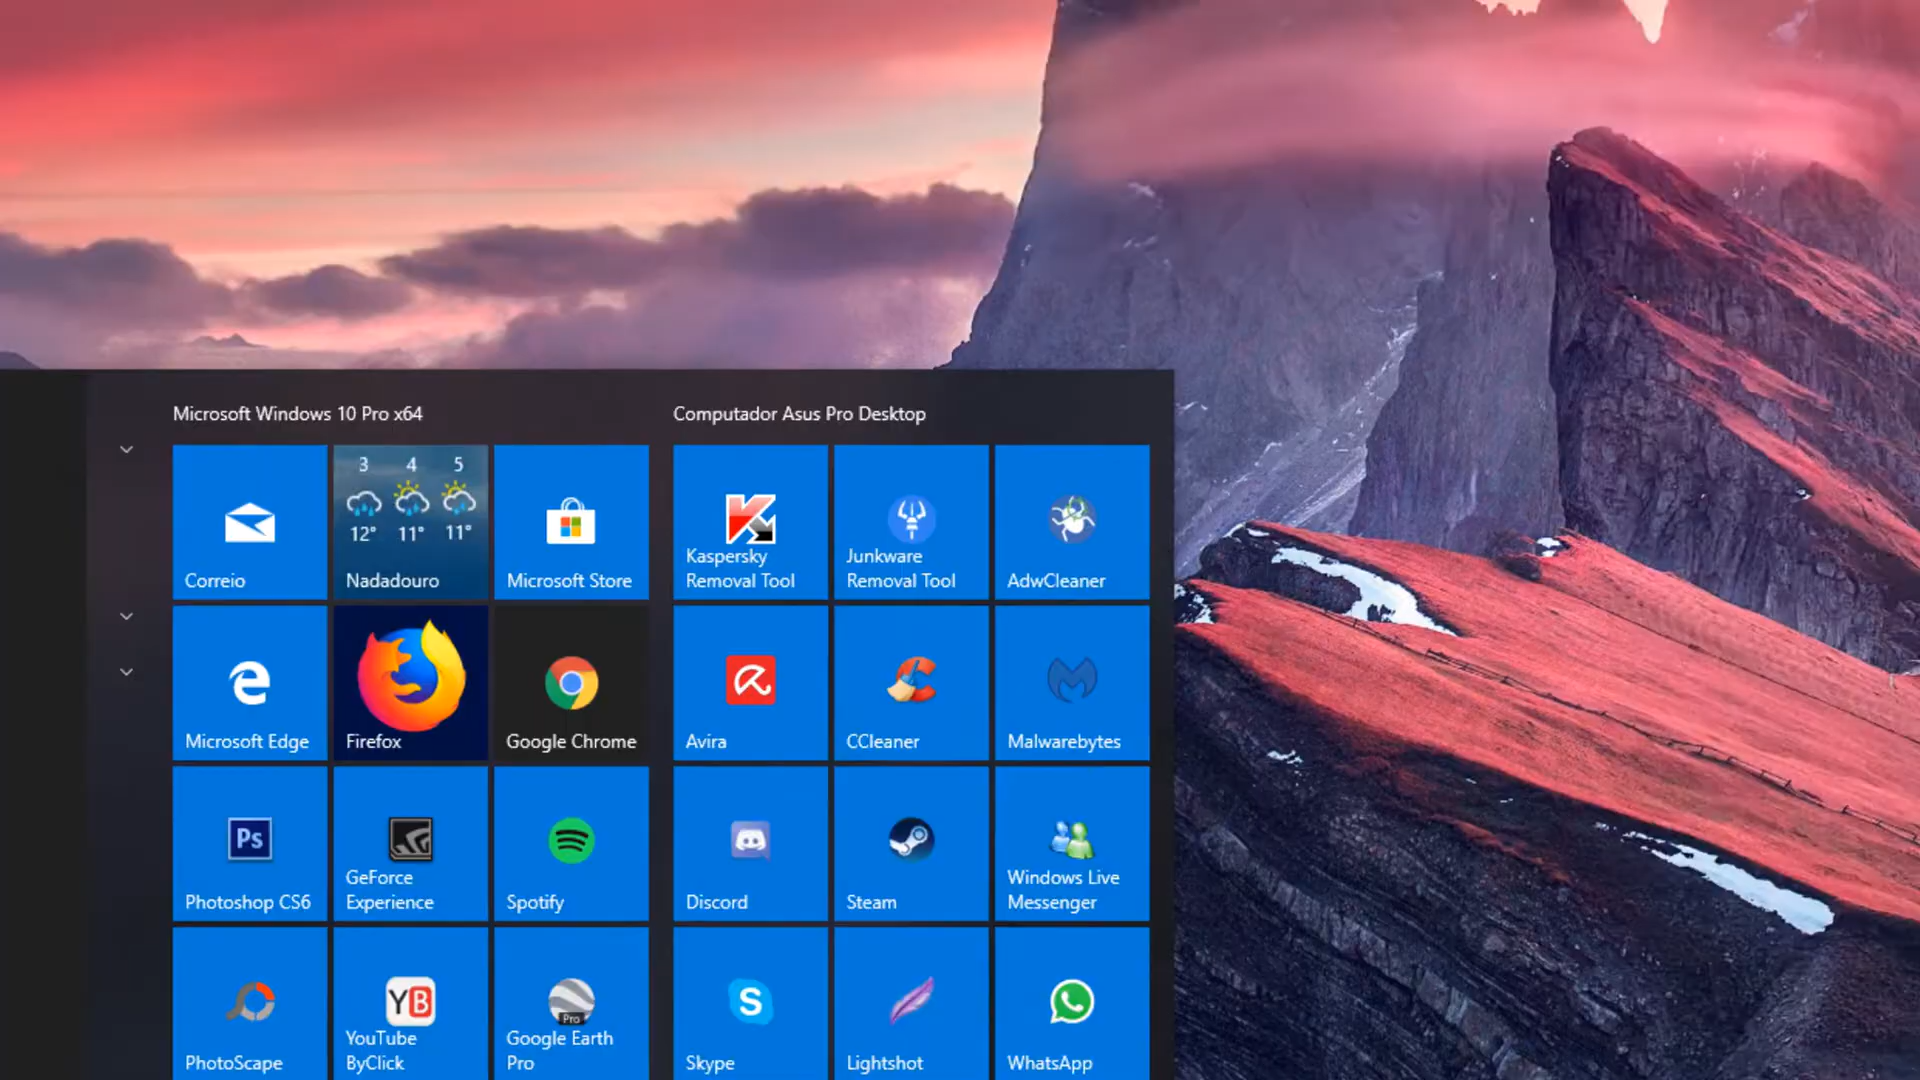 Microsoft Windows 10 Pro x64
Computador Asus Pro Desktop
3 4 5
12° 11° 11°
Correio
Nadadouro
Microsoft Store
Kaspersky
Removal Tool
Junkware
Removal Tool
AdwCleaner
Microsoft Edge
Firefox
Google Chrome
Avira
CCleaner
Malwarebytes
Ps
Photoshop CS6
GeForce
Experience
Spotify
Discord
Steam
Windows Live
Messenger
PhotoScape
YB
YouTube
ByClick
Pro
Google Earth
Pro
S
Skype
Lightshot
WhatsApp